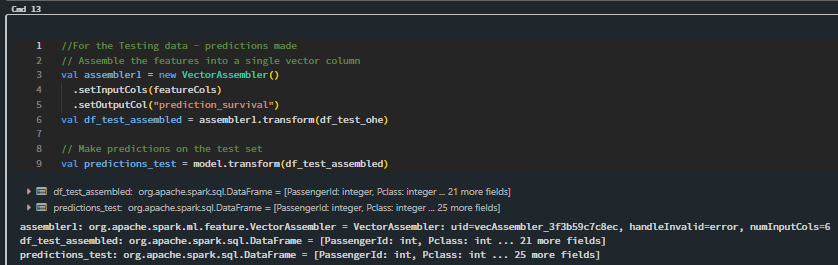 Cmd 13
1 //For the Testing data - predictions made
2 // Assemble the features into a single vector column
3 val assembler1 = new VectorAssembler()
4 .setInputCols(featureCols)
5 .setOutputCol("prediction_survival")
6 val df_test_assembled = assembler1.transform(df_test_ohe)
7
8 // Make predictions on the test set
9 val predictions_test = model.transform(df_test_assembled)
df_test_assembled: org.apache.spark.sql.DataFrame = [PassengerId: integer, Pclass: integer ... 21 more fields]
predictions_test: org.apache.spark.sql.DataFrame = [PassengerId: integer, Pclass: integer ... 25 more fields]
assembler1: org.apache.spark.ml.feature.VectorAssembler = VectorAssembler: uid=vecAssembler_3f3b59c7c8ec, handleInvalid=error, numInputCols=6
df_test_assembled: org.apache.spark.sql.DataFrame = [PassengerId: int, Pclass: int ... 21 more fields]
predictions_test: org.apache.spark.sql.DataFrame = [PassengerId: int, Pclass: int ... 25 more fields]